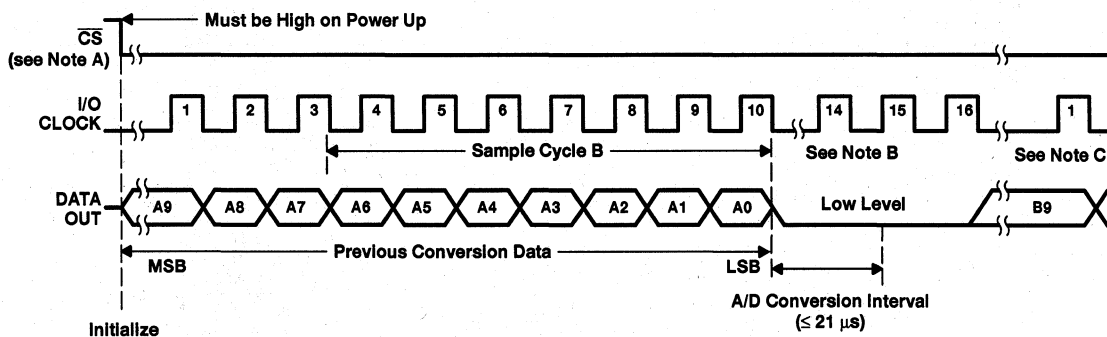 Must be High on Power Up
CS
(see Note A)
I/O
CLOCK
1 2 3 4 5 6 7 8 9 10 14 15 16 1
Sample Cycle B
See Note B
See Note C
DATA
OUT
A9 A8 A7 A6 A5 A4 A3 A2 A1 A0 Low Level B9
Previous Conversion Data
MSB
LSB
A/D Conversion Interval
(≤ 21 μs)
Initialize